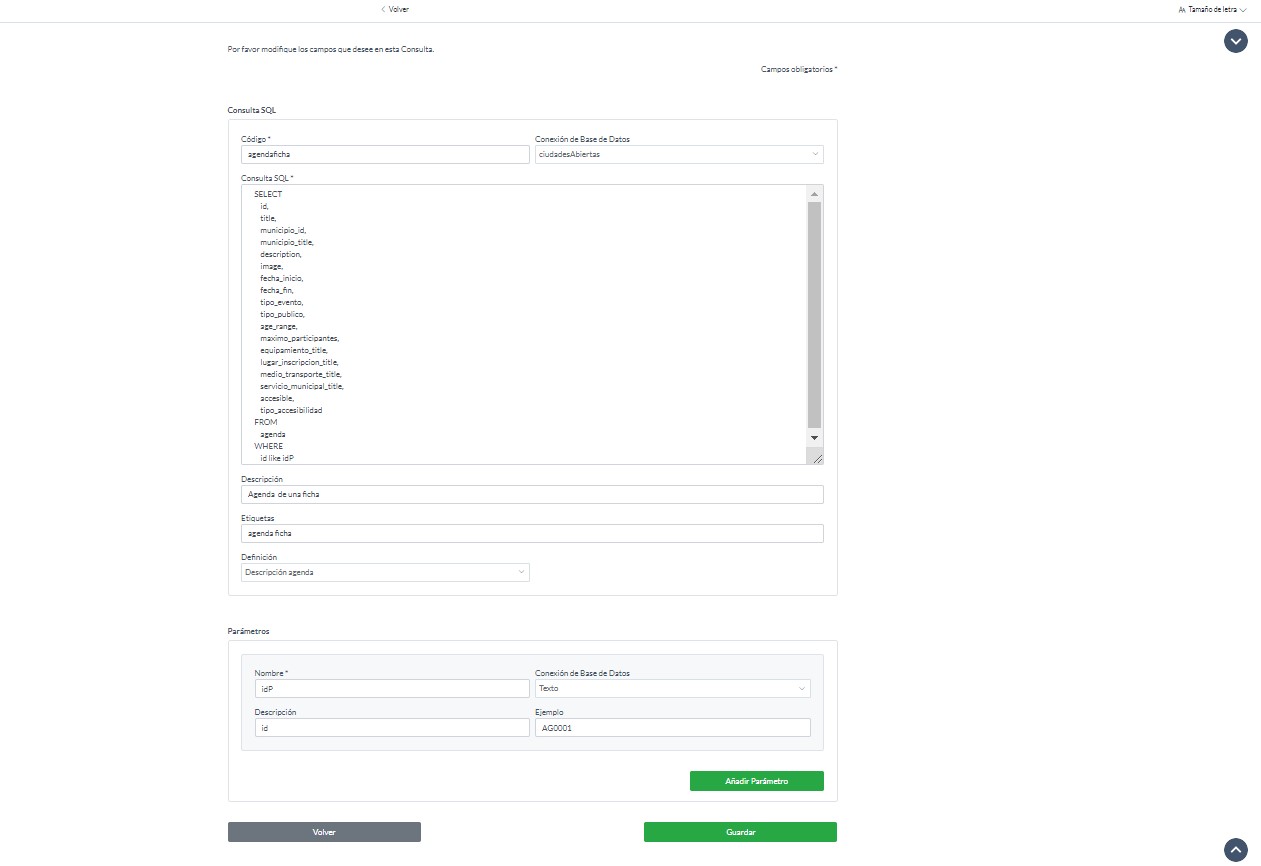 Volver
Tamaño de letra
Por favor modifique los campos que desee en esta Consulta.
Campos obligatorios *
Consulta SQL
Código *
Conexión de Base de Datos
agendaficha
ciudadesAbiertas
Consulta SQL *
SELECT
id,
title,
municipio_id,
municipio_title,
description,
image,
fecha_inicio,
fecha_fin,
tipo_evento,
tipo_publico,
age_range,
maximo_participantes,
equipamiento_title,
lugar_inscripcion_title,
medio_transporte_title,
servicio_municipal_title,
accesible,
tipo_accesibilidad
FROM
agenda
WHERE
id like idP
Descripción
Agenda de una ficha
Etiquetas
agenda ficha
Definición
Descripción agenda
Parámetros
Nombre *
Conexión de Base de Datos
idP
Texto
Descripción
Ejemplo
id
AG0001
Añadir Parámetro
Volver
Guardar